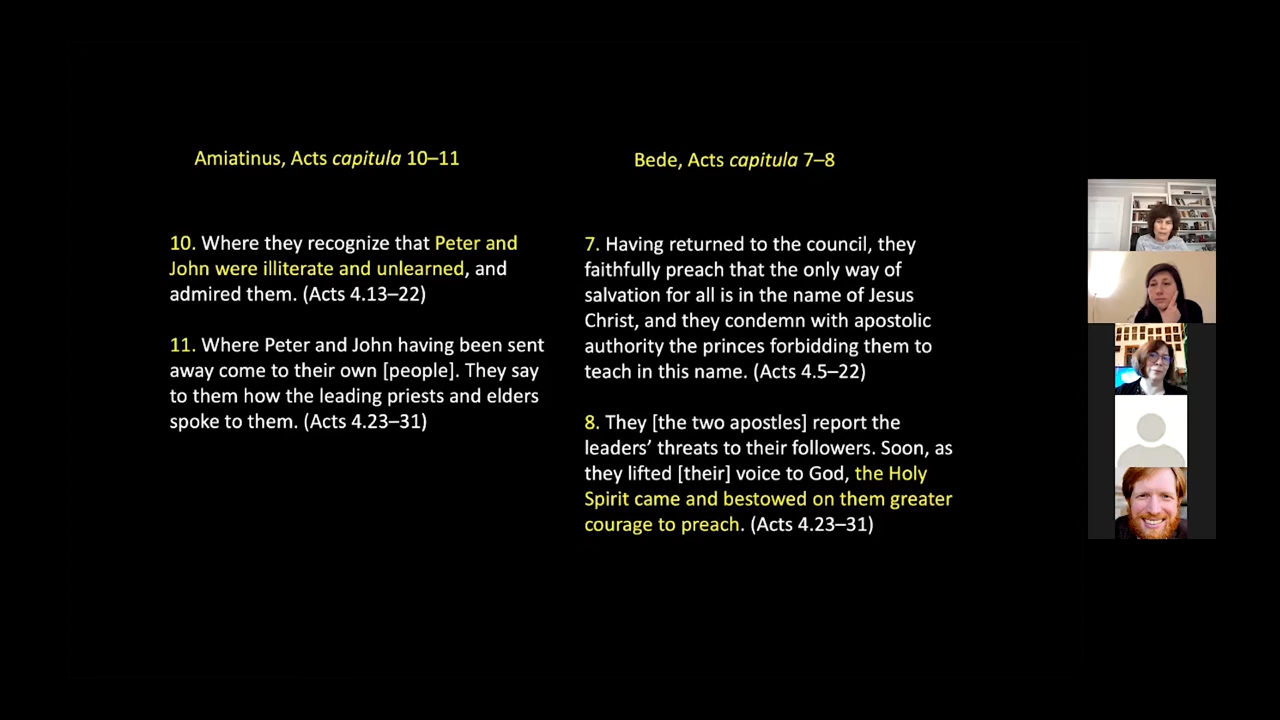 Amiatinus, Acts capitula 10–11
10. Where they recognize that Peter and
John were illiterate and unlearned, and
admired them. (Acts 4.13–22)
11. Where Peter and John having been sent
away come to their own [people]. They say
to them how the leading priests and elders
spoke to them. (Acts 4.23–31)
Bede, Acts capitula 7–8
7. Having returned to the council, they
faithfully preach that the only way of
salvation for all is in the name of Jesus
Christ, and they condemn with apostolic
authority the princes forbidding them to
teach in this name. (Acts 4.5–22)
8. They [the two apostles] report the
leaders’ threats to their followers. Soon, as
they lifted [their] voice to God, the Holy
Spirit came and bestowed on them greater
courage to preach. (Acts 4.23–31)